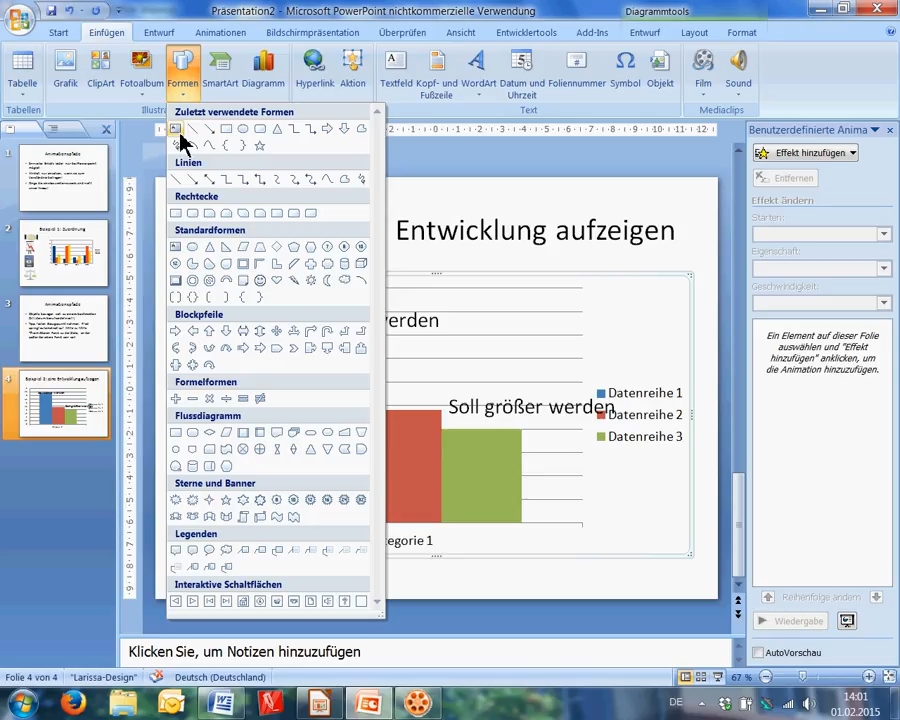 Präsentation2 - Microsoft PowerPoint nichtkommerzielle Verwendung
Diagrammtools
Start Einfügen Entwurf Animationen Bildschirmpräsentation Überprüfen Ansicht Entwicklertools Add-Ins Entwurf Layout Format
Tabelle Grafik ClipArt Fotoalbum Formen SmartArt Diagramm Hyperlink Aktion Textfeld Kopf- und Fußzeile WordArt Datum und Uhrzeit Foliennummer Symbol Objekt Film Sound
Tabellen Text Mediaclips
Zuletzt verwendete Formen
Linien
Rechtecke
Standardformen
Blockpfeile
Formelformen
Flussdiagramm
Sterne und Banner
Legenden
Interaktive Schaltflächen
1
2
3
4
Entwicklung aufzeigen
werden
Soll größer werden
Datenreihe 1
Datenreihe 2
Datenreihe 3
egorie 1
Klicken Sie, um Notizen hinzuzufügen
Benutzerdefinierte Anima
Effekt hinzufügen
Entfernen
Effekt ändern
Starten:
Eigenschaft:
Geschwindigkeit:
Ein Element auf dieser Folie
auswählen und "Effekt
hinzufügen" anklicken, um
die Animation hinzuzufügen.
Reihenfolge ändern
Wiedergabe
AutoVorschau
Folie 4 von 4 "Larissa-Design" Deutsch (Deutschland) 67 %
DE 14:01
01.02.2015